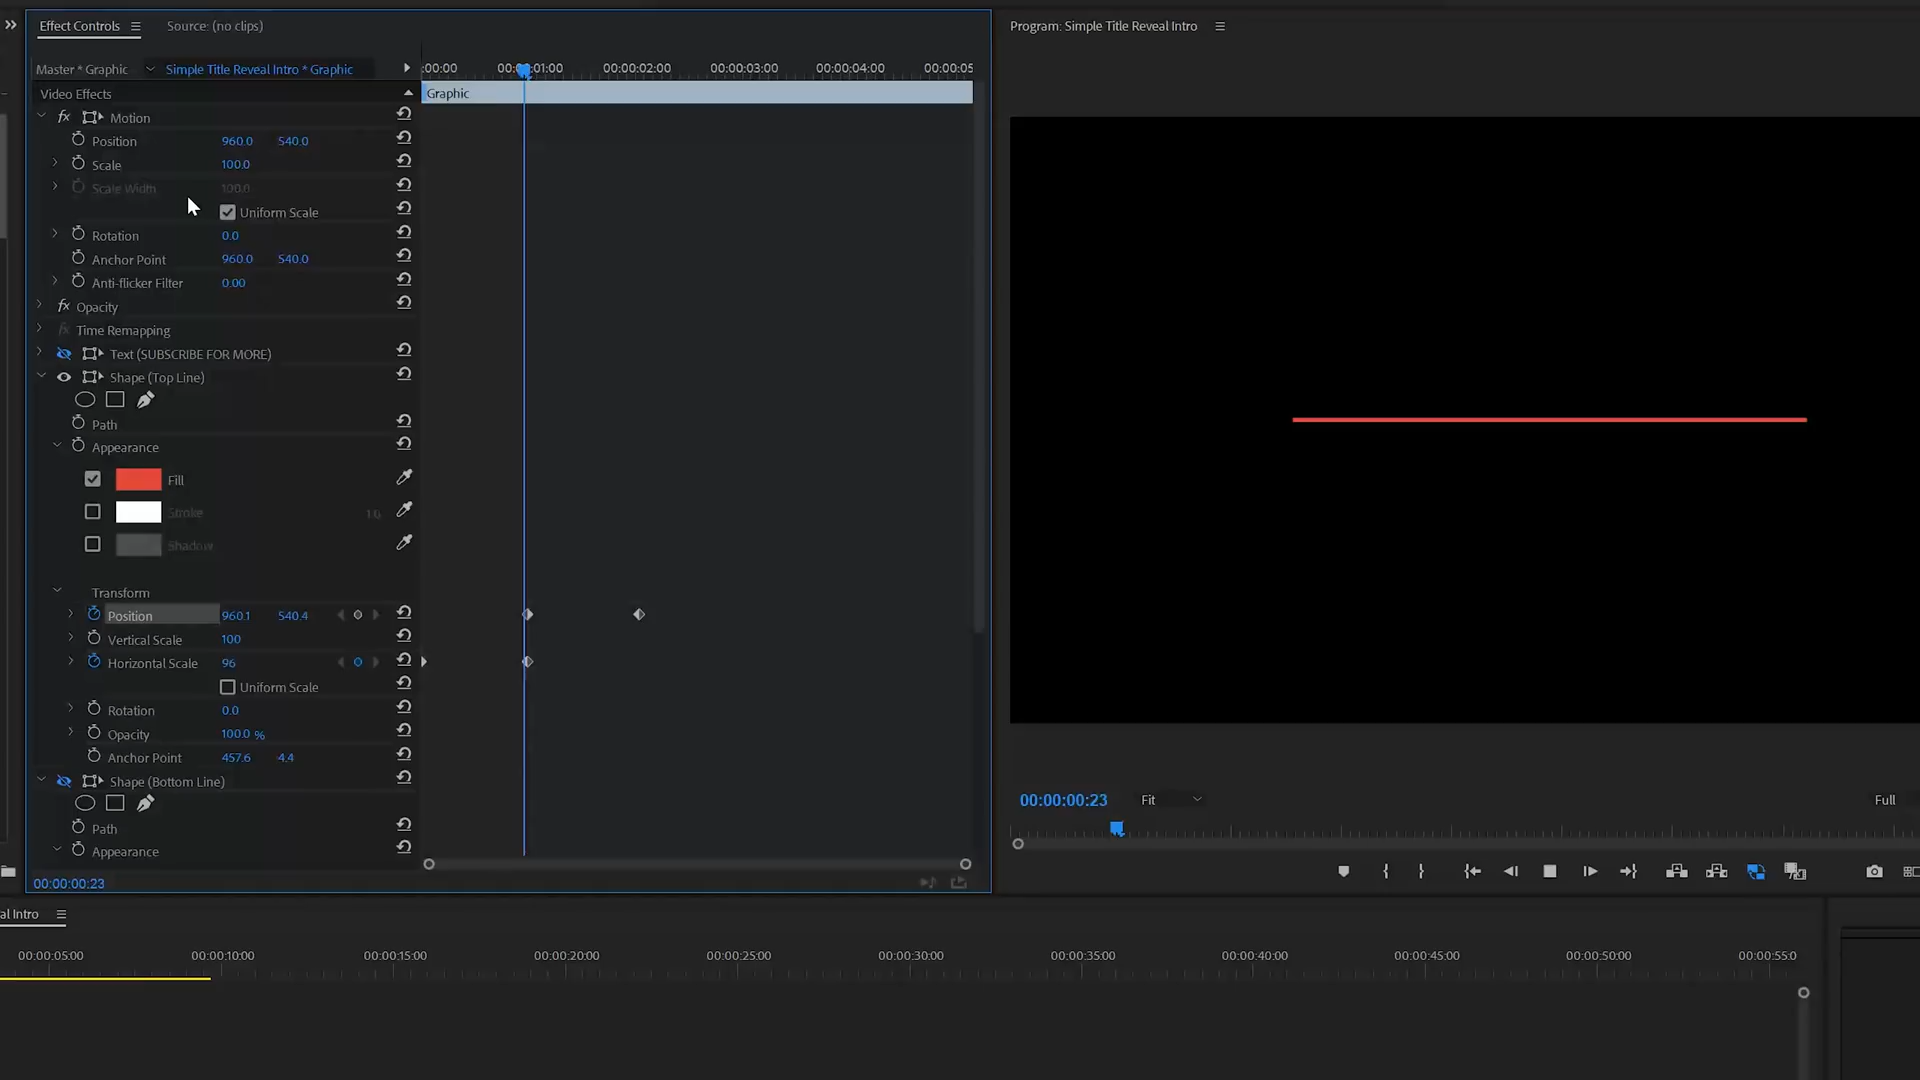 Effect Controls Source: (no clips)
Program: Simple Title Reveal Intro
Master * Graphic Simple Title Reveal Intro * Graphic
:00:00 00:00:01:00 00:00:02:00 00:00:03:00 00:00:04:00 00:00:05
Video Effects
Graphic
fx Motion
Position 960.0 540.0
Scale 100.0
Scale Width 100.0
Uniform Scale
Rotation 0.0
Anchor Point 960.0 540.0
Anti-flicker Filter 0.00
fx Opacity
fx Time Remapping
Text (SUBSCRIBE FOR MORE)
Shape (Top Line)
Path
Appearance
Fill
Stroke 1.0
Shadow
Transform
Position 960.1 540.4
Vertical Scale 100
Horizontal Scale 96
Uniform Scale
Rotation 0.0
Opacity 100.0 %
Anchor Point 457.6 4.4
Shape (Bottom Line)
Path
Appearance
00:00:00:23
00:00:00:23 Fit Full
al Intro
00:00:05:00 00:00:10:00 00:00:15:00 00:00:20:00 00:00:25:00 00:00:30:00 00:00:35:00 00:00:40:00 00:00:45:00 00:00:50:00 00:00:55:0